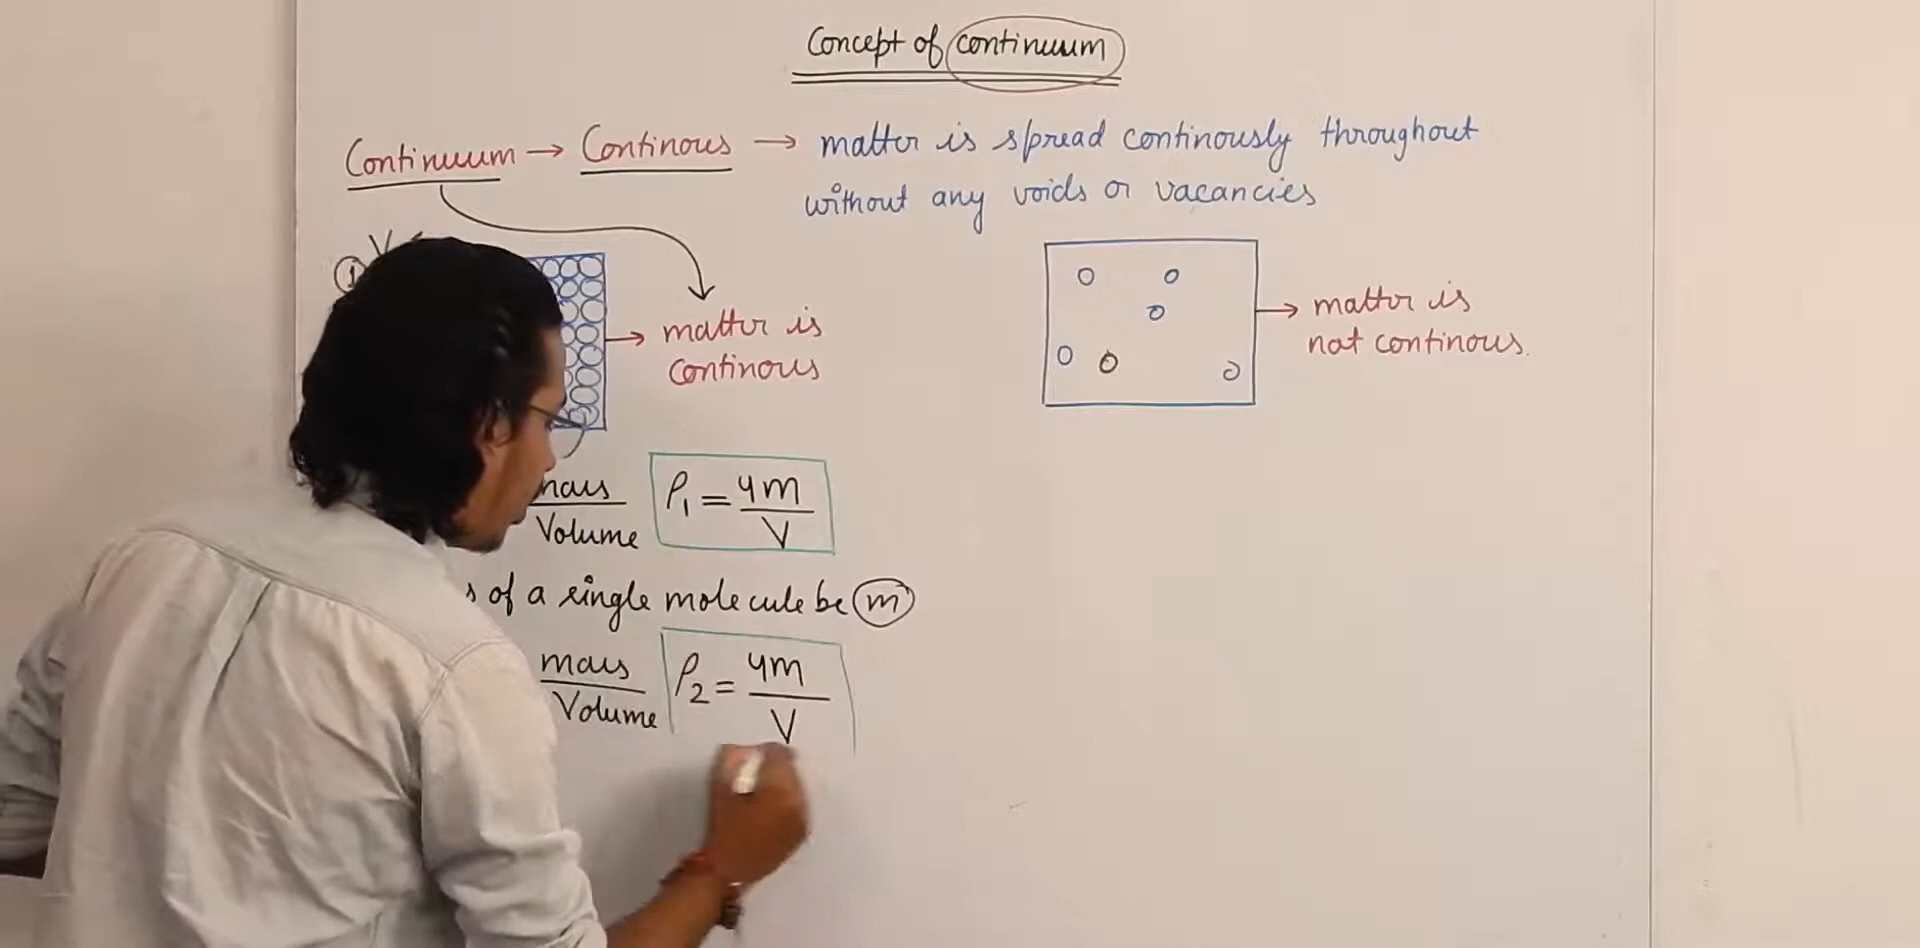 Concept of continuum
Continuum → Continous → matter is spread continously throughout
without any voids or vacancies
1 V
matter is
continous
matter is
not continous.
mass
Volume
ρ1 = 4m
V
of a single molecule be m
mass
Volume
ρ2 = 4m
V